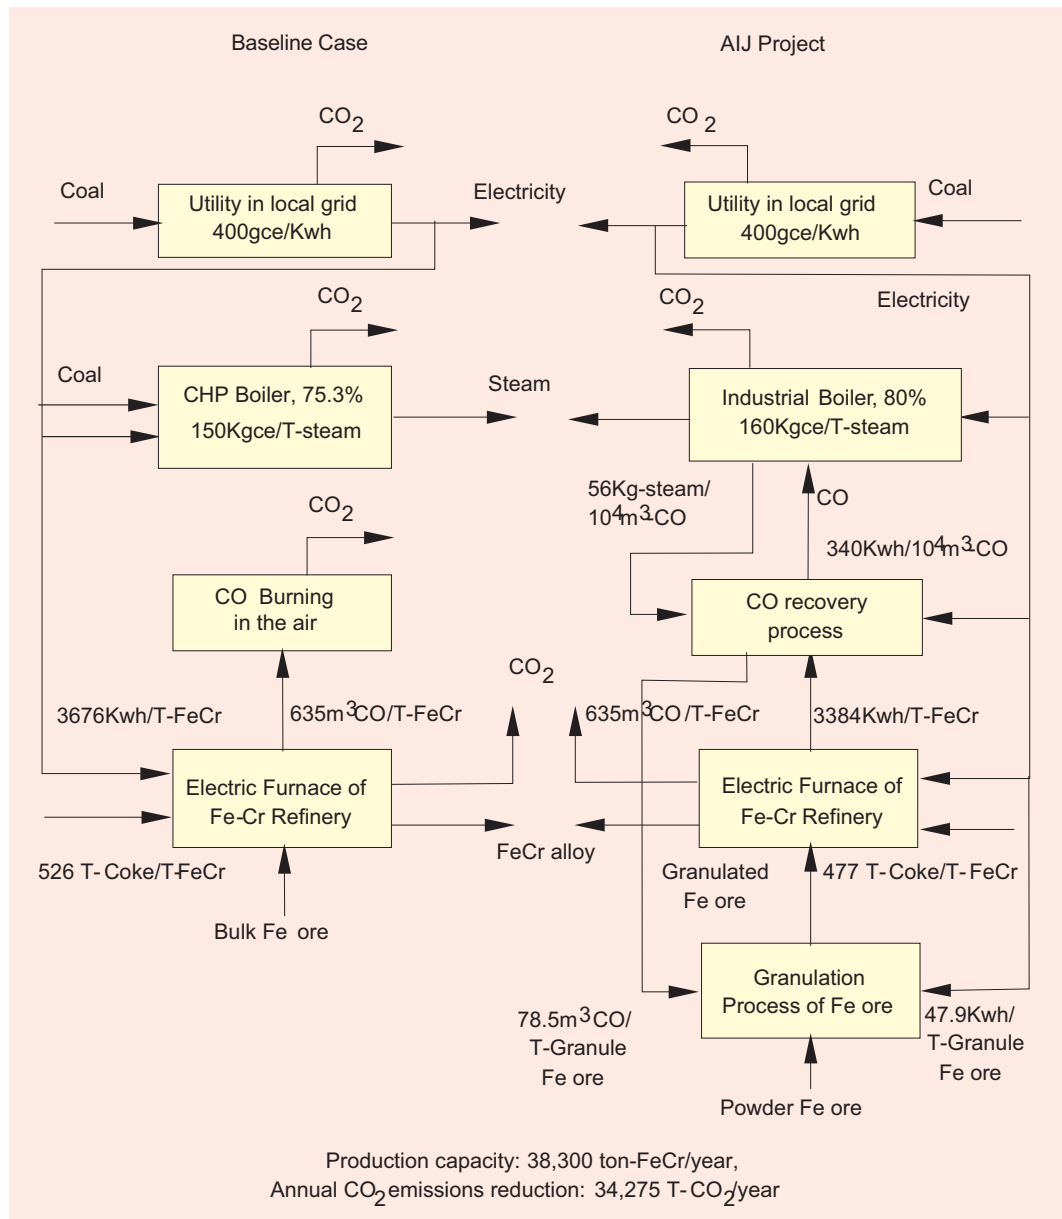 Baseline Case
AIJ Project
CO2
CO2
Coal
Utility in local grid
400gce/Kwh
Electricity
Utility in local grid
400gce/Kwh
Coal
CO2
CO2
Electricity
Coal
CHP Boiler, 75.3%
150Kgce/T-steam
Steam
Industrial Boiler, 80%
160Kgce/T-steam
CO2
56Kg-steam/
104m3-CO
CO
340Kwh/104m3-CO
CO Burning
in the air
CO recovery
process
CO2
3676Kwh/T-FeCr
635m3CO/T-FeCr
635m3CO/T-FeCr
3384Kwh/T-FeCr
Electric Furnace of
Fe-Cr Refinery
Electric Furnace of
Fe-Cr Refinery
FeCr alloy
526 T-Coke/T-FeCr
Granulated
Fe ore
477 T-Coke/T-FeCr
Bulk Fe ore
Granulation
Process of Fe ore
78.5m3CO/
T-Granule
Fe ore
47.9Kwh/
T-Granule
Fe ore
Powder Fe ore
Production capacity: 38,300 ton-FeCr/year,
Annual CO2 emissions reduction: 34,275 T-CO2/year